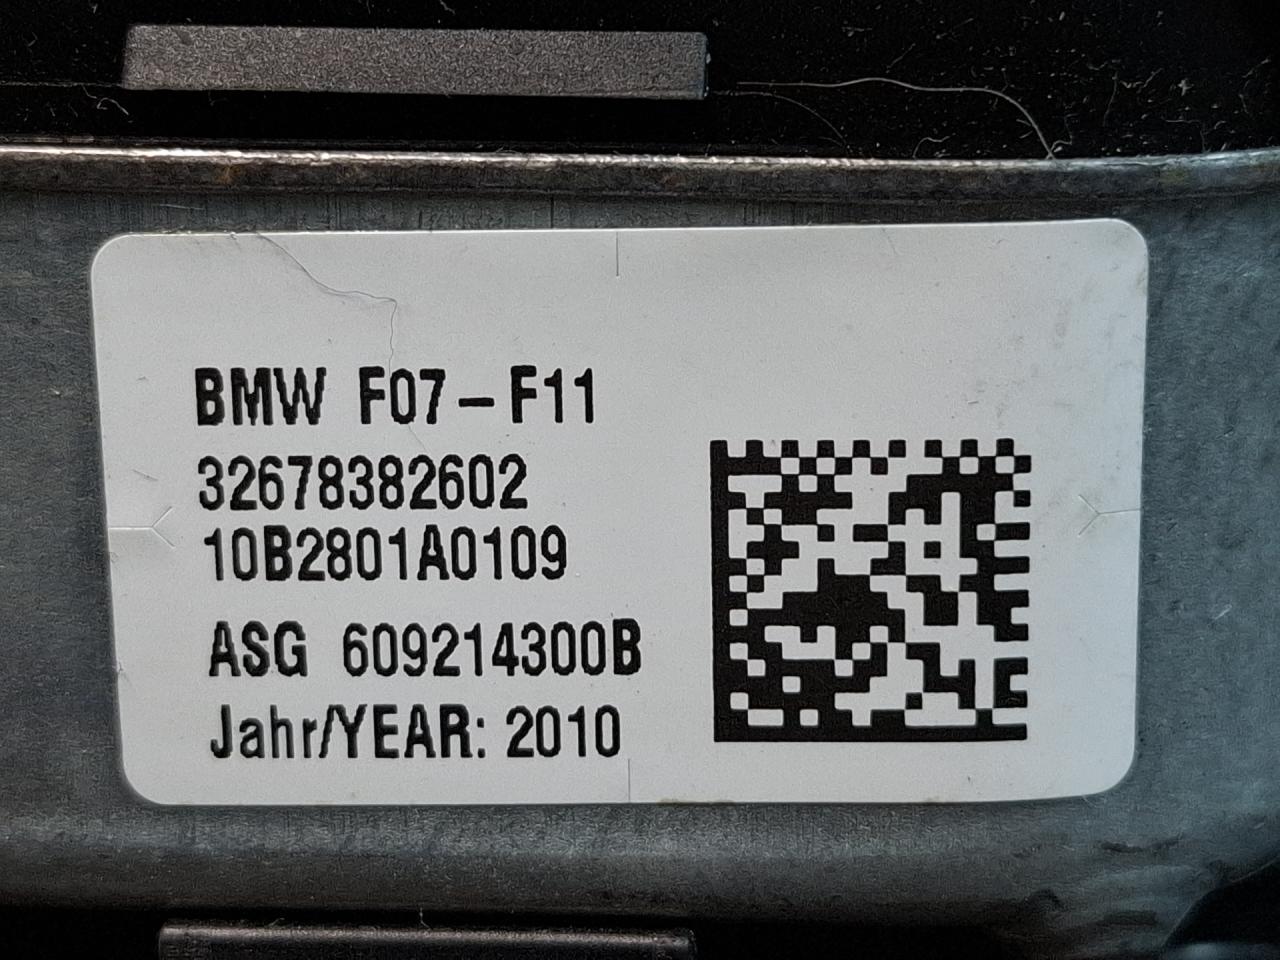 BMW F07-F11
32678382602
10B2801A0109
ASG 609214300B
Jahr/YEAR: 2010